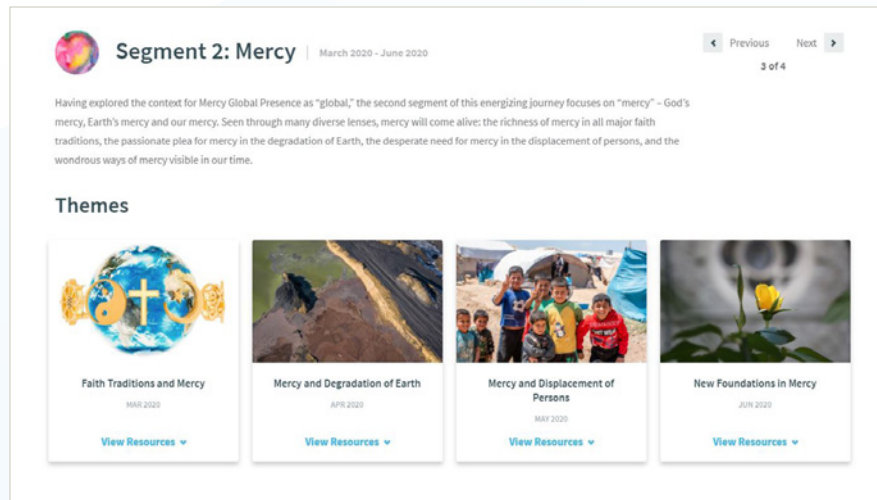 Segment 2: Mercy | March 2020 - June 2020
Previous Next
3 of 4
Having explored the context for Mercy Global Presence as “global,” the second segment of this energizing journey focuses on “mercy” – God’s
mercy, Earth’s mercy and our mercy. Seen through many diverse lenses, mercy will come alive: the richness of mercy in all major faith
traditions, the passionate plea for mercy in the degradation of Earth, the desperate need for mercy in the displacement of persons, and the
wondrous ways of mercy visible in our time.
Themes
Faith Traditions and Mercy
MAR 2020
View Resources
Mercy and Degradation of Earth
APR 2020
View Resources
Mercy and Displacement of
Persons
MAY 2020
View Resources
New Foundations in Mercy
JUN 2020
View Resources